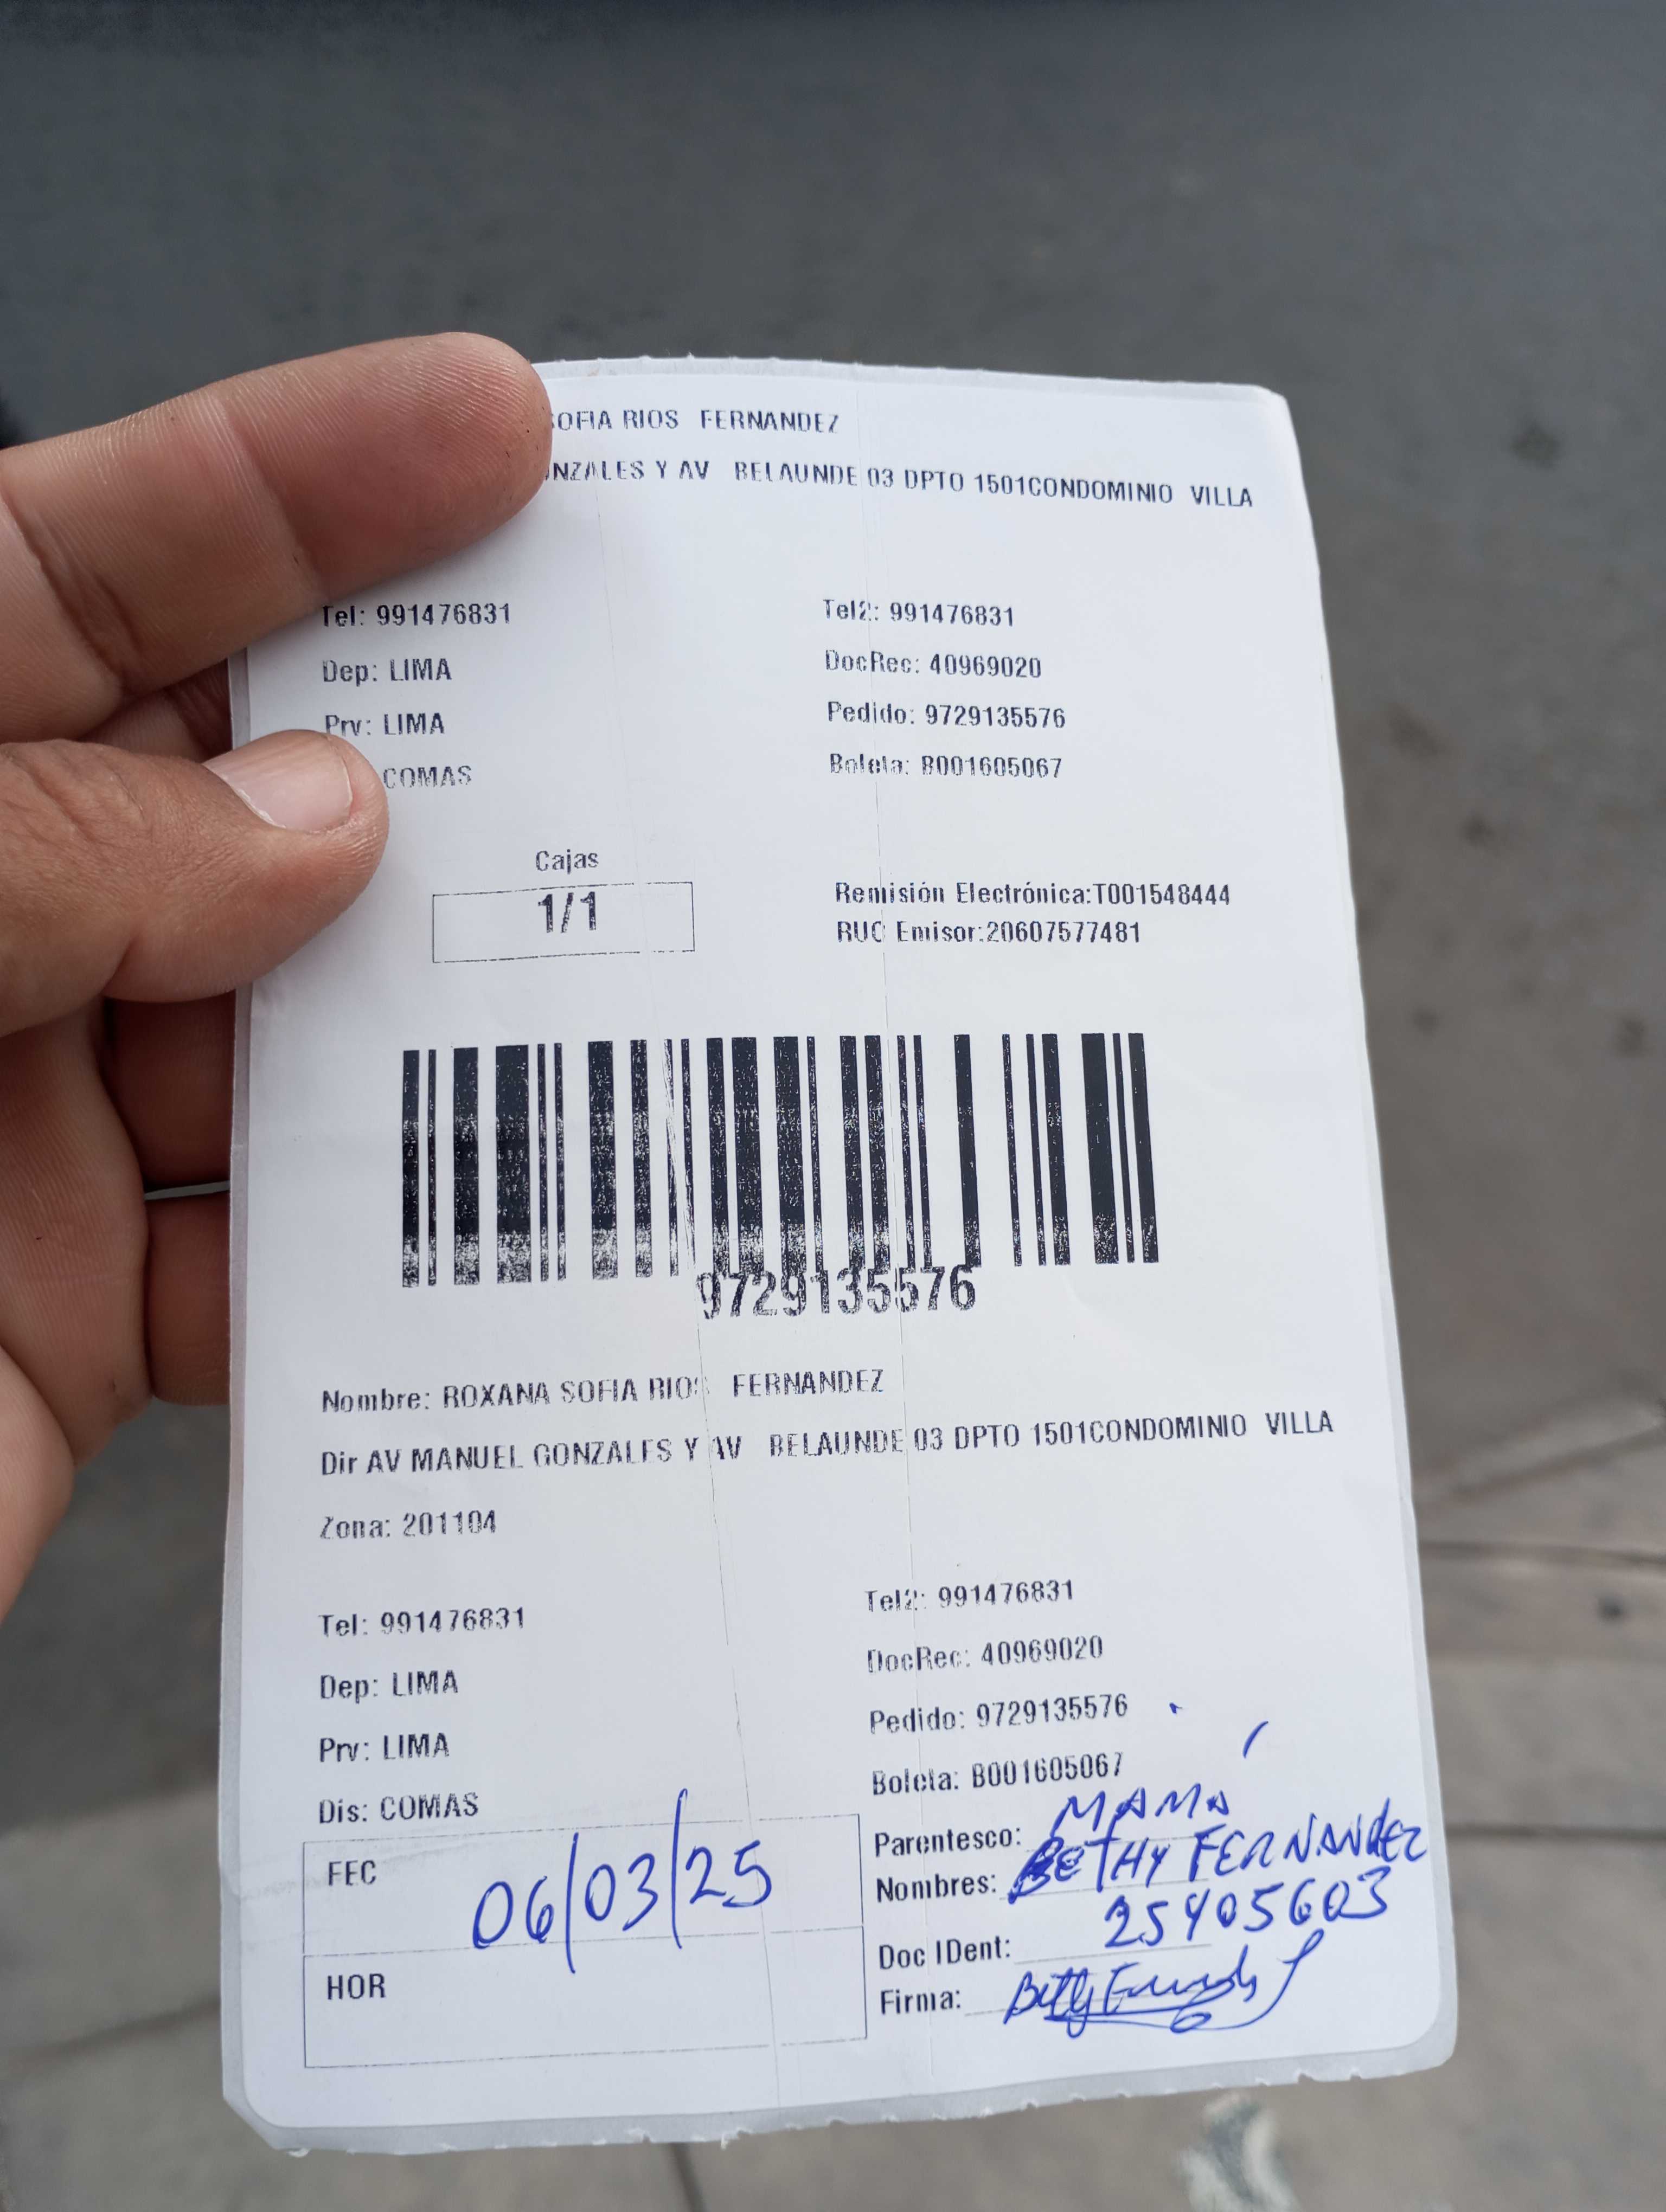 SOFIA RIOS FERNANDEZ
NZALES Y AV BELAUNDE 03 DPTO 1501CONDOMINIO VILLA
Tel: 991476831 Tel2: 991476831
Dep: LIMA DocRec: 40969020
Prv: LIMA Pedido: 9729135576
COMAS Boleta: B001605067
Cajas
1/1
Remisión Electrónica:T001548444
RUC Emisor:20607577481
9729135576
Nombre: ROXANA SOFIA RIOS FERNANDEZ
Dir AV MANUEL GONZALES Y AV BELAUNDE 03 DPTO 1501CONDOMINIO VILLA
Zona: 201104
Tel: 991476831 Tel2: 991476831
Dep: LIMA DocRec: 40969020
Prv: LIMA Pedido: 9729135576
Dis: COMAS Boleta: B001605067
Parentesco: MAMA
FEC 06/03/25 Nombres: BETHY FERNANDEZ
Doc IDent: 25405603
HOR Firma: